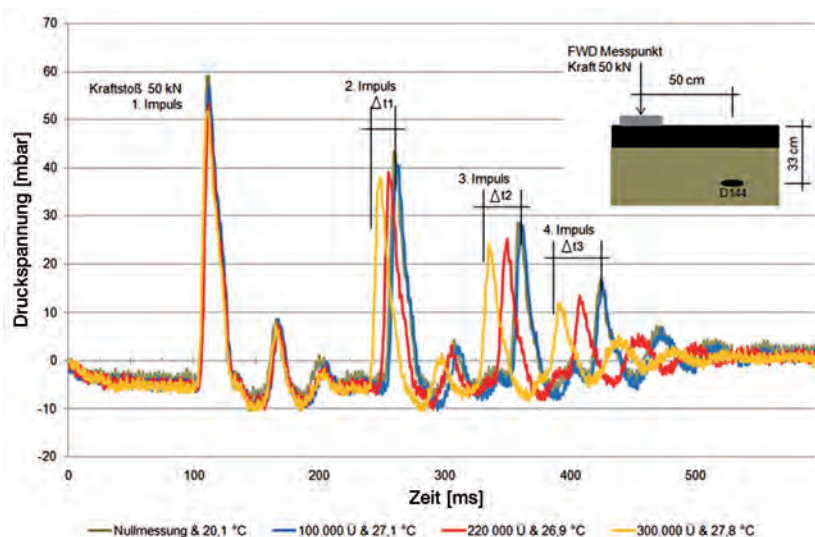 70
60
50
40
30
20
10
0
-10
-20
Druckspannung [mbar]
Kraftstoß 50 kN
1. Impuls
2. Impuls
Δt1
3. Impuls
Δt2
4. Impuls
Δt3
FWD Messpunkt
Kraft 50 kN
50 cm
33 cm
D144
0 100 200 300 400 500
Zeit [ms]
Nullmessung & 20,1 °C 100 000 Ü & 27,1 °C 220 000 Ü & 26,9 °C 300 000 Ü & 27,8 °C